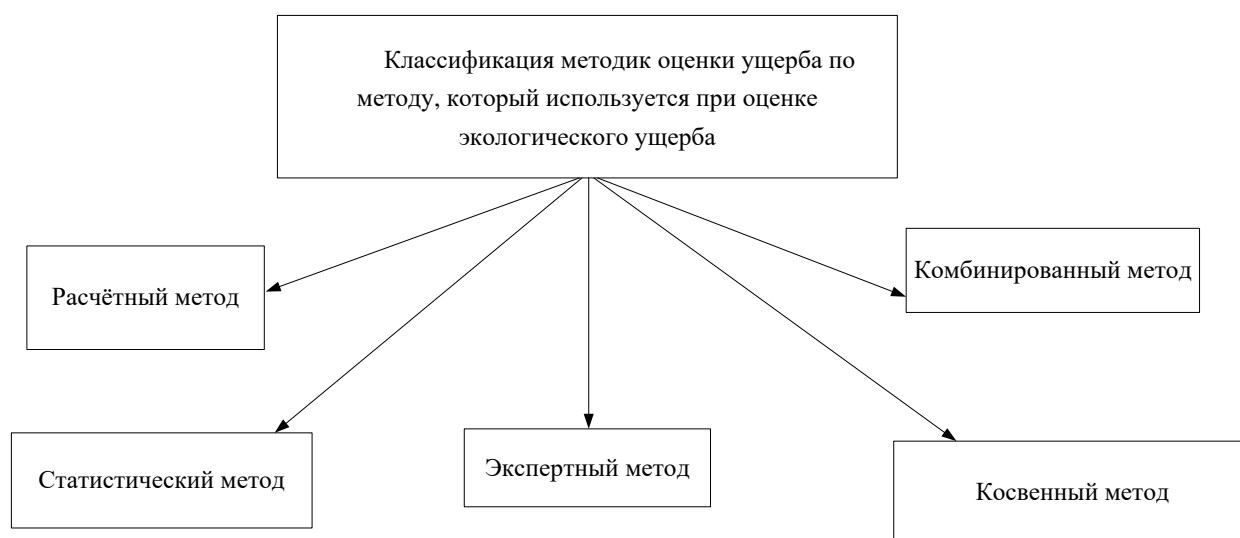 Классификация методик оценки ущерба по
методу, который используется при оценке
экологического ущерба
Расчётный метод
Комбинированный метод
Статистический метод
Экспертный метод
Косвенный метод